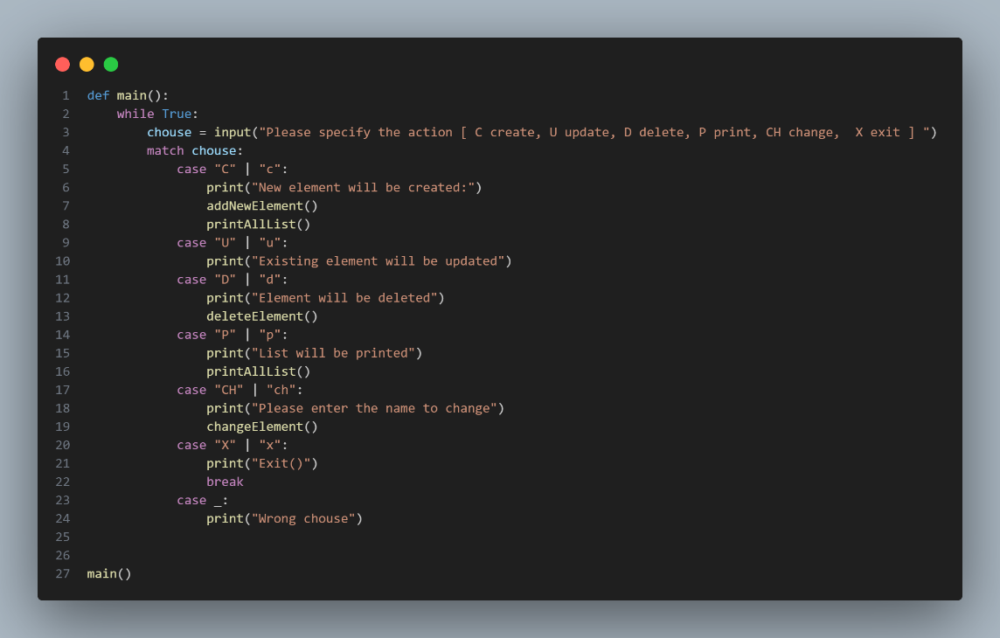 1 def main():
2     while True:
3         chouse = input("Please specify the action [ C create, U update, D delete, P print, CH change,  X exit ] ")
4         match chouse:
5             case "C" | "c":
6                 print("New element will be created:")
7                 addNewElement()
8                 printAllList()
9             case "U" | "u":
10                 print("Existing element will be updated")
11             case "D" | "d":
12                 print("Element will be deleted")
13                 deleteElement()
14             case "P" | "p":
15                 print("List will be printed")
16                 printAllList()
17             case "CH" | "ch":
18                 print("Please enter the name to change")
19                 changeElement()
20             case "X" | "x":
21                 print("Exit()")
22                 break
23             case _:
24                 print("Wrong chouse")
25
26
27 main()